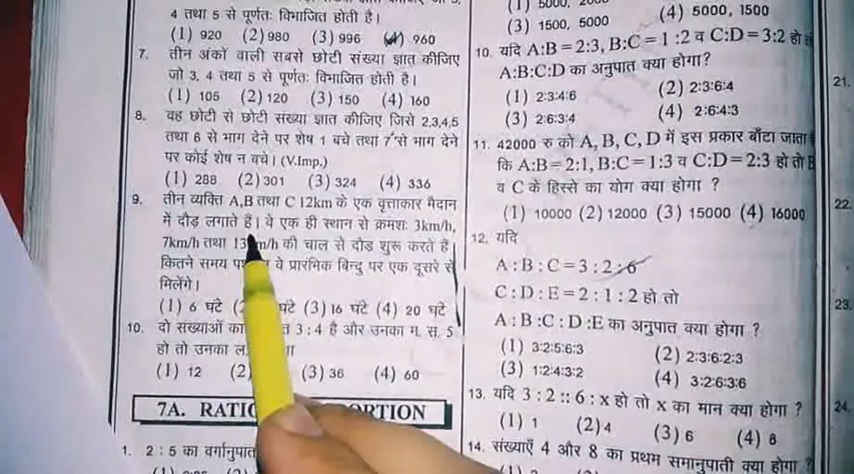 4 तथा 5 से पूर्णतः विभाजित होती है।
(1) 920 (2) 980 (3) 996 (4) 960
7. तीन अंकों वाली सबसे छोटी संख्या ज्ञात कीजिए
जो 3, 4 तथा 5 से पूर्णतः विभाजित होती है।
(1) 105 (2) 120 (3) 150 (4) 160
8. वह छोटी से छोटी संख्या ज्ञात कीजिए जिसे 2,3,4,5
तथा 6 से भाग देने पर शेष 1 बचे तथा 7 से भाग देने
पर कोई शेष न बचे। (V.Imp.)
(1) 288 (2) 301 (3) 324 (4) 336
9. तीन व्यक्ति A,B तथा C 12km के एक वृत्ताकार मैदान
में दौड़ लगाते है। वे एक ही स्थान से क्रमशः 3km/h,
7km/h तथा 13 m/h की चाल से दौड शुरू करते हैं
कितने समय वे प्रारंमिक बिन्दु पर एक दूसरे से
मिलेंगे।
(1) 6 घंटे घंटे (3) 16 घंटे (4) 20 घंटे
10. दो संख्याओं का 3 : 4 है और उनका म. स. 5
हो तो उनका
(1) 12 (2) (3) 36 (4) 60
7A.
1. 2 : 5 का वर्गानुपात
(1) 5000,
(3) 1500, 5000 (4) 5000, 1500
10. यदि A:B = 2:3, B:C = 1 :2 व C:D = 3:2 हो
A:B:C:D का अनुपात क्या होगा?
(1) 2:3:4:6 (2) 2:3:6:4
(3) 2:6:3:4 (4) 2:6:4:3
11. 42000 रु को A, B, C, D में इस प्रकार बाँटा जाता
कि A:B = 2:1, B:C = 1:3 व C:D = 2:3 हो तो B
व C के हिस्से का योग क्या होगा ?
(1) 10000 (2) 12000 (3) 15000 (4) 16000
12. यदि
A : B : C = 3 : 2 : 6
C : D : E = 2 : 1 : 2 हो तो
A : B : C : D :E का अनुपात क्या होगा ?
(1) 3:2:5:6:3 (2) 2:3:6:2:3
(3) 1:2:4:3:2 (4) 3:2:6:3:6
13. यदि 3 : 2 :: 6 : x हो तो x का मान क्या होगा ?
(1) 1 (2) 4 (3) 6 (4) 8
14. संख्याएँ 4 और 8 का प्रथम समानुपाती क्या होगा ?
21.
22.
23.
24.